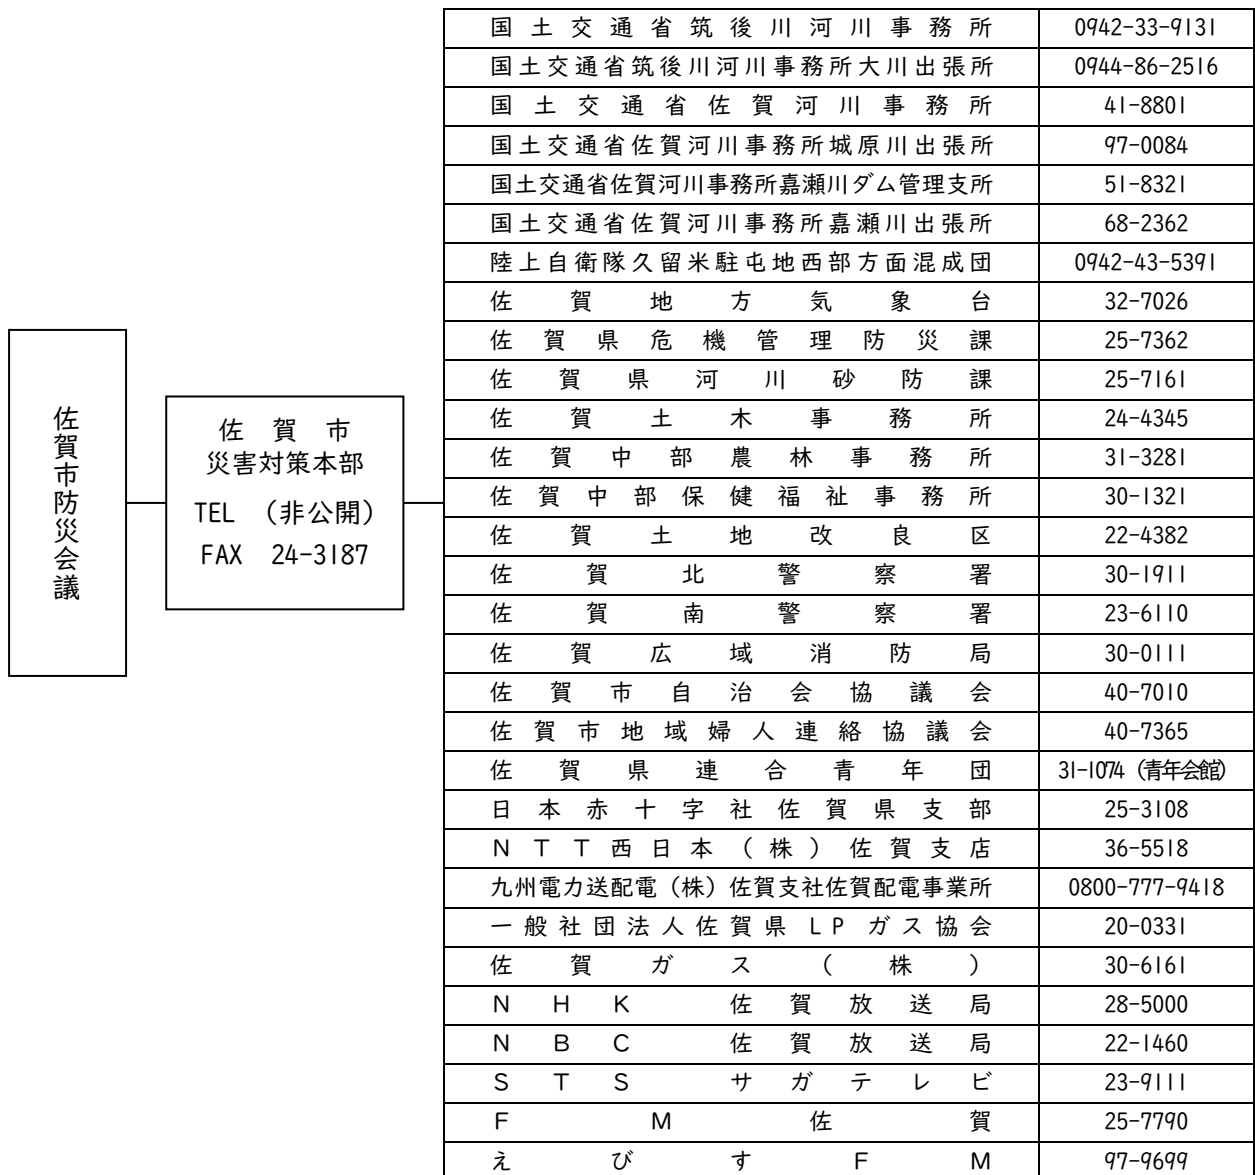 佐賀市防災会議
佐賀市
災害対策本部
TEL （非公開）
FAX 24-3187
国土交通省筑後川河川事務所 0942-33-9131
国土交通省筑後川河川事務所大川出張所 0944-86-2516
国土交通省佐賀河川事務所 41-8801
国土交通省佐賀河川事務所城原川出張所 97-0084
国土交通省佐賀河川事務所嘉瀬川ダム管理支所 51-8321
国土交通省佐賀河川事務所嘉瀬川出張所 68-2362
陸上自衛隊久留米駐屯地西部方面混成団 0942-43-5391
佐賀地方気象台 32-7026
佐賀県危機管理防災課 25-7362
佐賀県河川砂防課 25-7161
佐賀土木事務所 24-4345
佐賀中部農林事務所 31-3281
佐賀中部保健福祉事務所 30-1321
佐賀土地改良区 22-4382
佐賀北警察署 30-1911
佐賀南警察署 23-6110
佐賀広域消防局 30-0111
佐賀市自治会協議会 40-7010
佐賀市地域婦人連絡協議会 40-7365
佐賀県連合青年団 31-1074（青年会館）
日本赤十字社佐賀県支部 25-3108
ＮＴＴ西日本（株）佐賀支店 36-5518
九州電力送配電（株）佐賀支社佐賀配電事業所 0800-777-9418
一般社団法人佐賀県LPガス協会 20-0331
佐賀ガス（株） 30-6161
ＮＨＫ佐賀放送局 28-5000
ＮＢＣ佐賀放送局 22-1460
ＳＴＳサガテレビ 23-9111
ＦＭ佐賀 25-7790
えびすＦＭ 97-9699